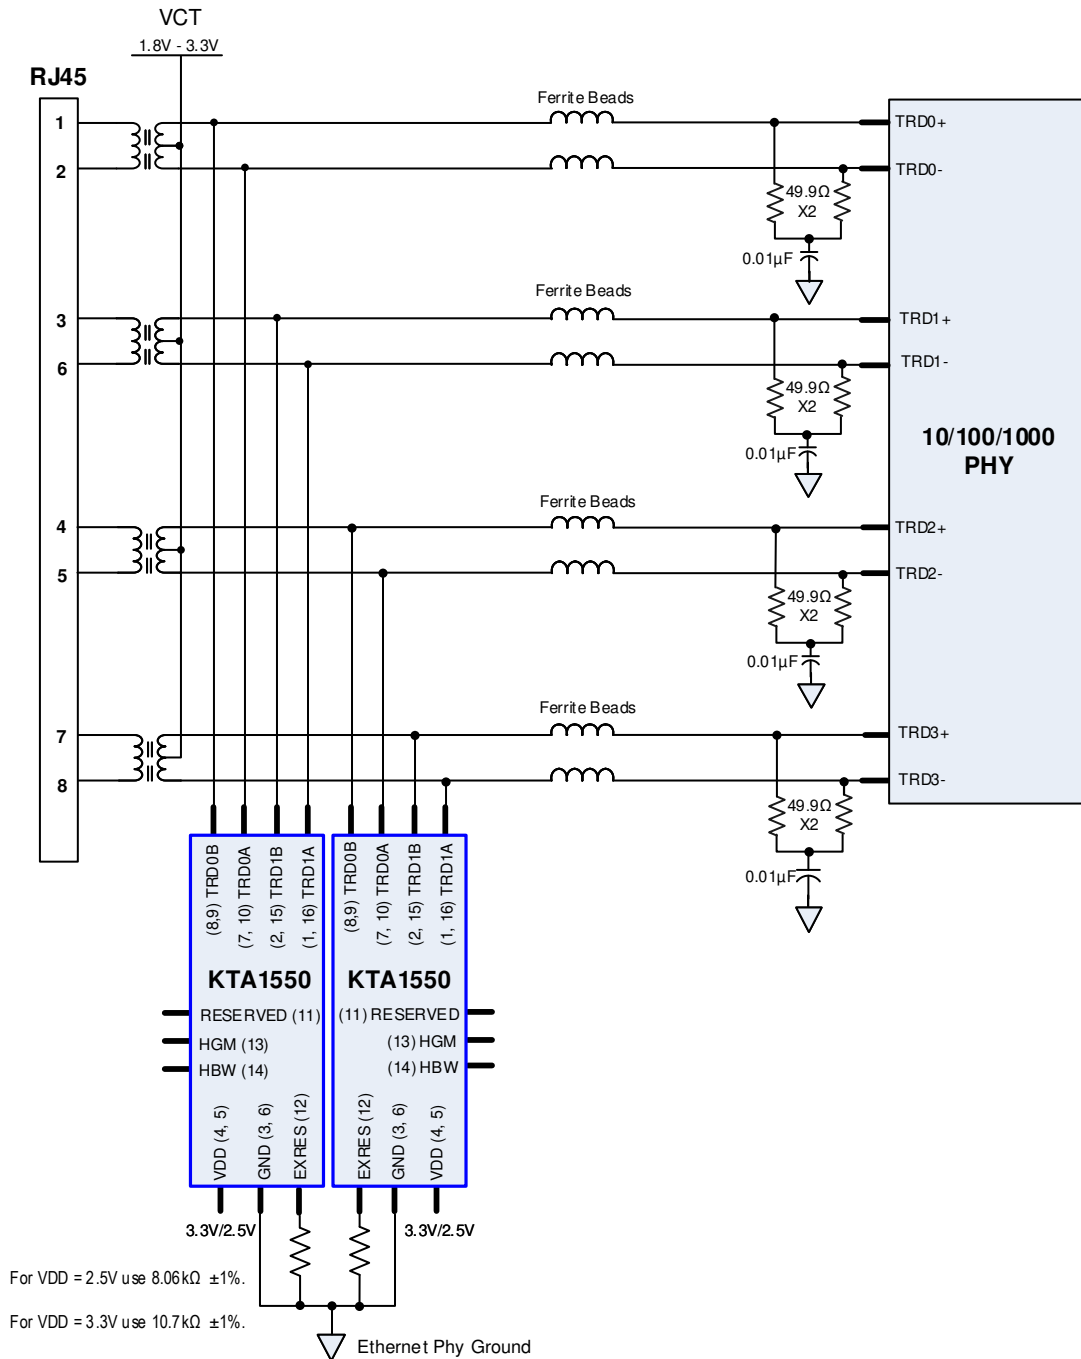 VCT
1.8V - 3.3V
RJ45
Ferrite Beads
1
TRD0+
2
TRD0-
49.9Ω
X2
0.01µF
Ferrite Beads
3
TRD1+
6
TRD1-
49.9Ω
X2
10/100/1000
PHY
0.01µF
Ferrite Beads
4
TRD2+
5
TRD2-
49.9Ω
X2
0.01µF
Ferrite Beads
7
TRD3+
8
TRD3-
49.9Ω
X2
0.01µF
(8,9) TRD0B
(7, 10) TRD0A
(2, 15) TRD1B
(1, 16) TRD1A
(8,9) TRD0B
(7, 10) TRD0A
(2, 15) TRD1B
(1, 16) TRD1A
KTA1550
KTA1550
RESERVED (11)
(11) RESERVED
HGM (13)
(13) HGM
HBW (14)
(14) HBW
VDD (4, 5)
GND (3, 6)
EXRES (12)
EXRES (12)
GND (3, 6)
VDD (4, 5)
3.3V/2.5V
3.3V/2.5V
For VDD = 2.5V use 8.06kΩ ±1%.
For VDD = 3.3V use 10.7kΩ ±1%.
Ethernet Phy Ground